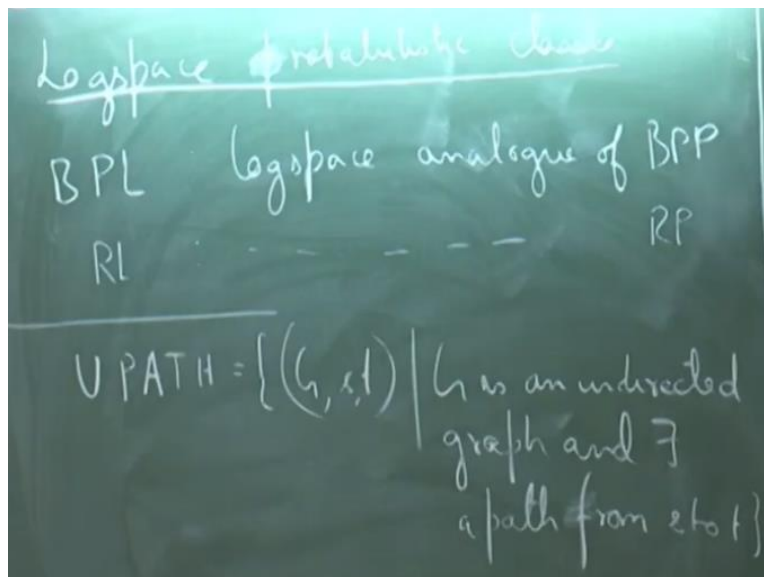 Logspace probabilistic classes
BPL logspace analogue of BPP
RL - - - - - - RP
UPATH = {(G, s, t) | G is an undirected
graph and ∃
a path from s to t}